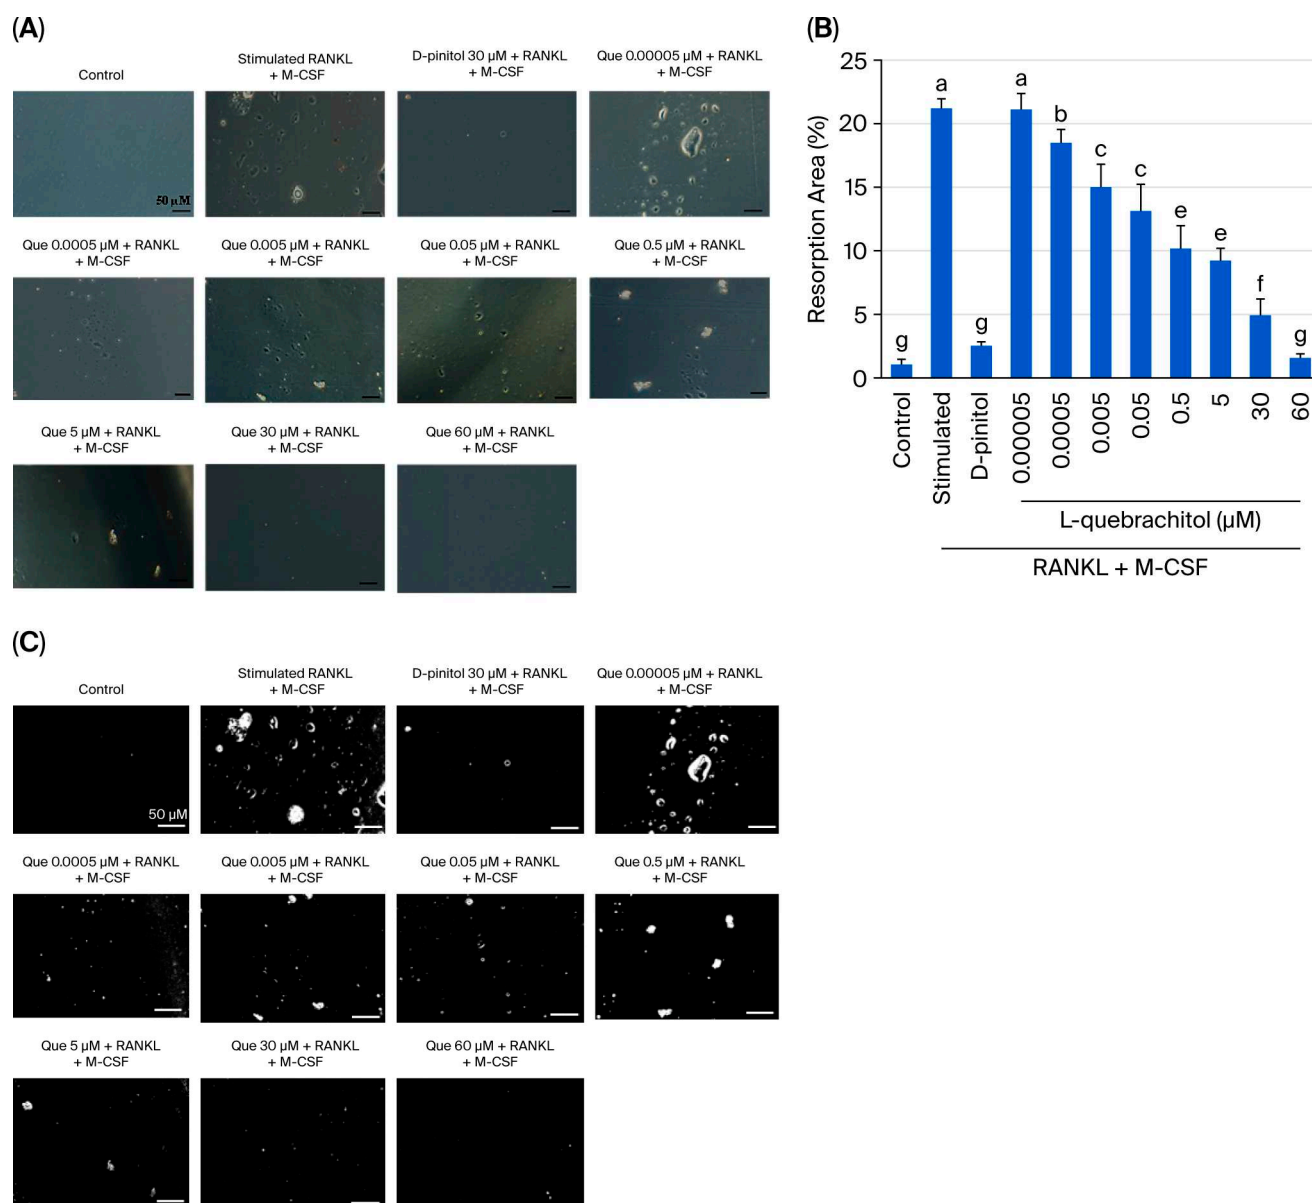 (A)
Control
Stimulated RANKL
+ M-CSF
D-pinitol 30 µM + RANKL
+ M-CSF
Que 0.00005 µM + RANKL
+ M-CSF
50 µM
Que 0.0005 µM + RANKL
+ M-CSF
Que 0.005 µM + RANKL
+ M-CSF
Que 0.05 µM + RANKL
+ M-CSF
Que 0.5 µM + RANKL
+ M-CSF
Que 5 µM + RANKL
+ M-CSF
Que 30 µM + RANKL
+ M-CSF
Que 60 µM + RANKL
+ M-CSF
(B)
Resorption Area (%)
25
20
15
10
5
0
g
a
g
a
b
c
c
e
e
f
g
Control
Stimulated
D-pinitol
0.00005
0.0005
0.005
0.05
0.5
5
30
60
L-quebrachitol (µM)
RANKL + M-CSF
(C)
Control
Stimulated RANKL
+ M-CSF
D-pinitol 30 µM + RANKL
+ M-CSF
Que 0.00005 µM + RANKL
+ M-CSF
50 µM
Que 0.0005 µM + RANKL
+ M-CSF
Que 0.005 µM + RANKL
+ M-CSF
Que 0.05 µM + RANKL
+ M-CSF
Que 0.5 µM + RANKL
+ M-CSF
Que 5 µM + RANKL
+ M-CSF
Que 30 µM + RANKL
+ M-CSF
Que 60 µM + RANKL
+ M-CSF